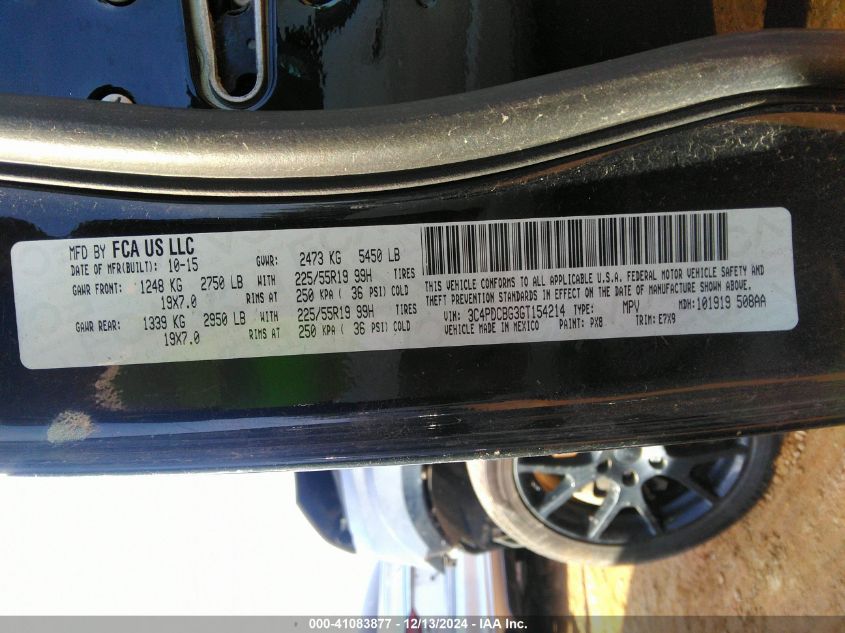 MFD BY FCA US LLC
DATE OF MFR(BUILT): 10-15 GVWR: 2473 KG 5450 LB
GAWR FRONT: 1248 KG 2750 LB WITH 225/55R19 99H TIRES
19X7.0 RIMS AT 250 KPA ( 36 PSI) COLD
GAWR REAR: 1339 KG 2950 LB WITH 225/55R19 99H TIRES
19X7.0 RIMS AT 250 KPA ( 36 PSI) COLD
THIS VEHICLE CONFORMS TO ALL APPLICABLE U.S.A. FEDERAL MOTOR VEHICLE SAFETY AND
THEFT PREVENTION STANDARDS IN EFFECT ON THE DATE OF MANUFACTURE SHOWN ABOVE.
VIN: 3C4PDCBG3GT154214 TYPE: MPV MDH: 101919 508AA
VEHICLE MADE IN MEXICO PAINT: PX8 TRIM: E7X9
000-41083877 - 12/13/2024 - IAA Inc.